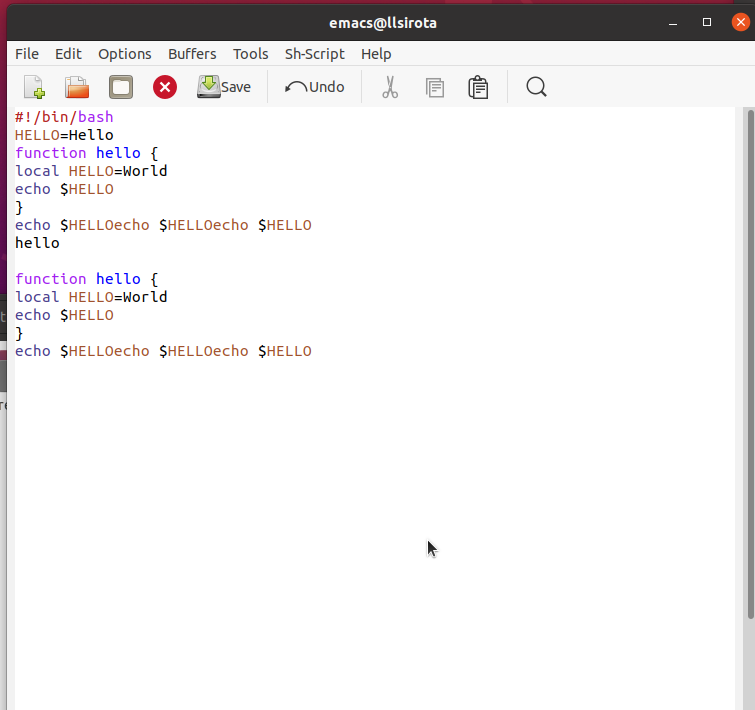 emacs@llsirota
File Edit Options Buffers Tools Sh-Script Help
Save Undo
#!/bin/bash
HELLO=Hello
function hello {
local HELLO=World
echo $HELLO
}
echo $HELLOecho $HELLOecho $HELLO
hello

function hello {
local HELLO=World
echo $HELLO
}
echo $HELLOecho $HELLOecho $HELLO